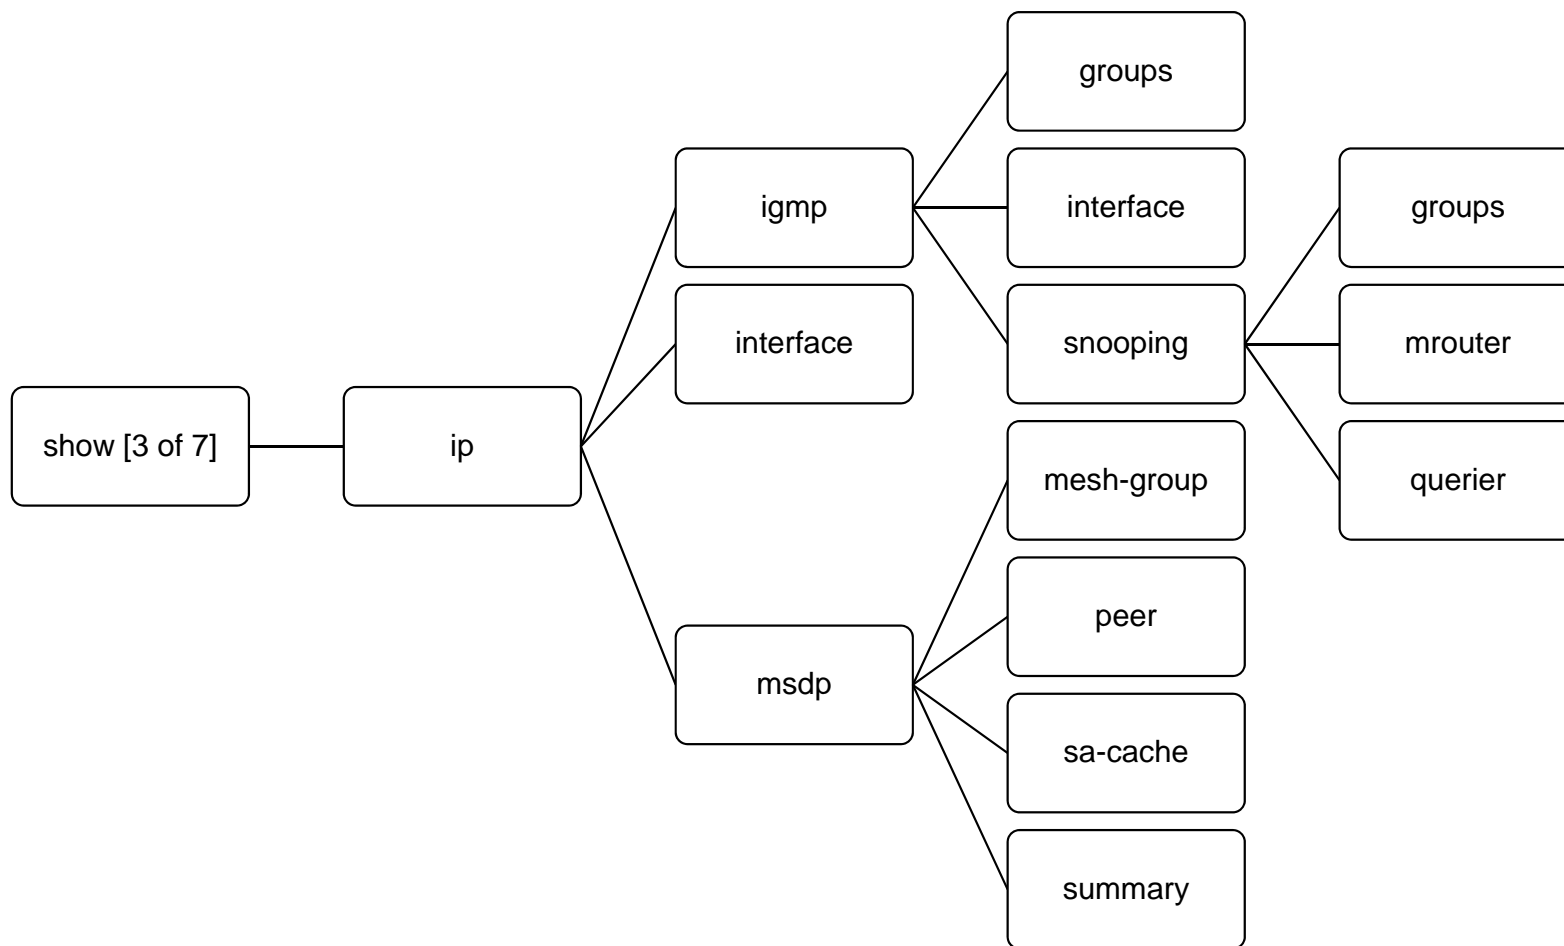 show [3 of 7]
ip
igmp
groups
interface
snooping
groups
mrouter
querier
interface
msdp
mesh-group
peer
sa-cache
summary